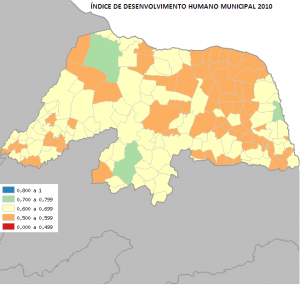 ÍNDICE DE DESENVOLVIMENTO HUMANO MUNICIPAL 2010
0,800 a 1
0,700 a 0,799
0,600 a 0,699
0,500 a 0,599
0,000 a 0,499